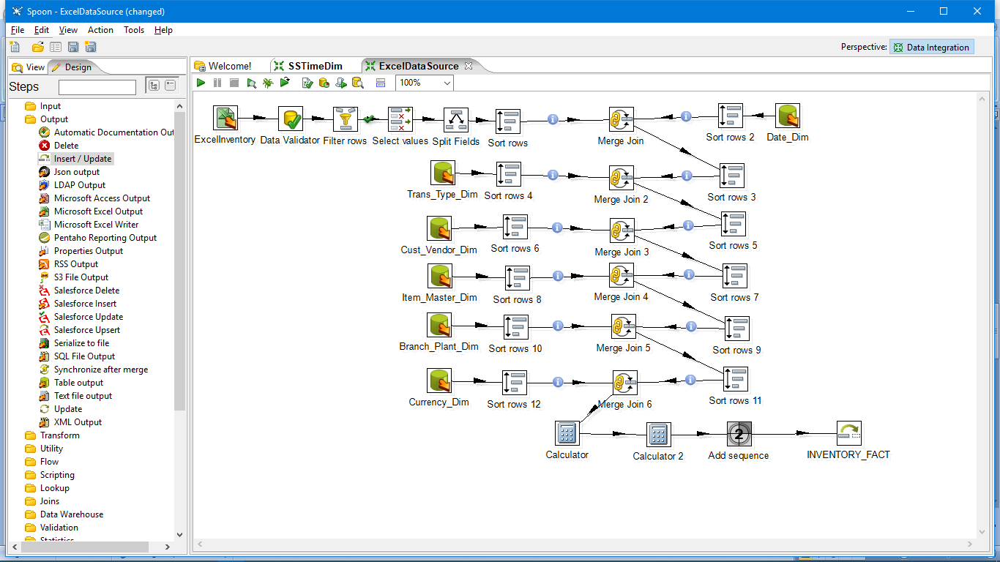 Spoon - ExcelDataSource (changed)
File Edit View Action Tools Help
Perspective: Data Integration
View Design
Welcome! SSTimeDim ExcelDataSource
Steps
100%
Input
Output
Automatic Documentation Out
Delete
Insert / Update
Json output
LDAP Output
Microsoft Access Output
Microsoft Excel Output
Microsoft Excel Writer
Pentaho Reporting Output
Properties Output
RSS Output
S3 File Output
Salesforce Delete
Salesforce Insert
Salesforce Update
Salesforce Upsert
Serialize to file
SQL File Output
Synchronize after merge
Table output
Text file output
Update
XML Output
Transform
Utility
Flow
Scripting
Lookup
Joins
Data Warehouse
Validation
Statistics
ExcelInventory Data Validator Filter rows Select values Split Fields Sort rows Merge Join Sort rows 2 Date_Dim
Trans_Type_Dim Sort rows 4 Merge Join 2 Sort rows 3
Cust_Vendor_Dim Sort rows 6 Merge Join 3 Sort rows 5
Item_Master_Dim Sort rows 8 Merge Join 4 Sort rows 7
Branch_Plant_Dim Sort rows 10 Merge Join 5 Sort rows 9
Currency_Dim Sort rows 12 Merge Join 6 Sort rows 11
2
Calculator Calculator 2 Add sequence INVENTORY_FACT